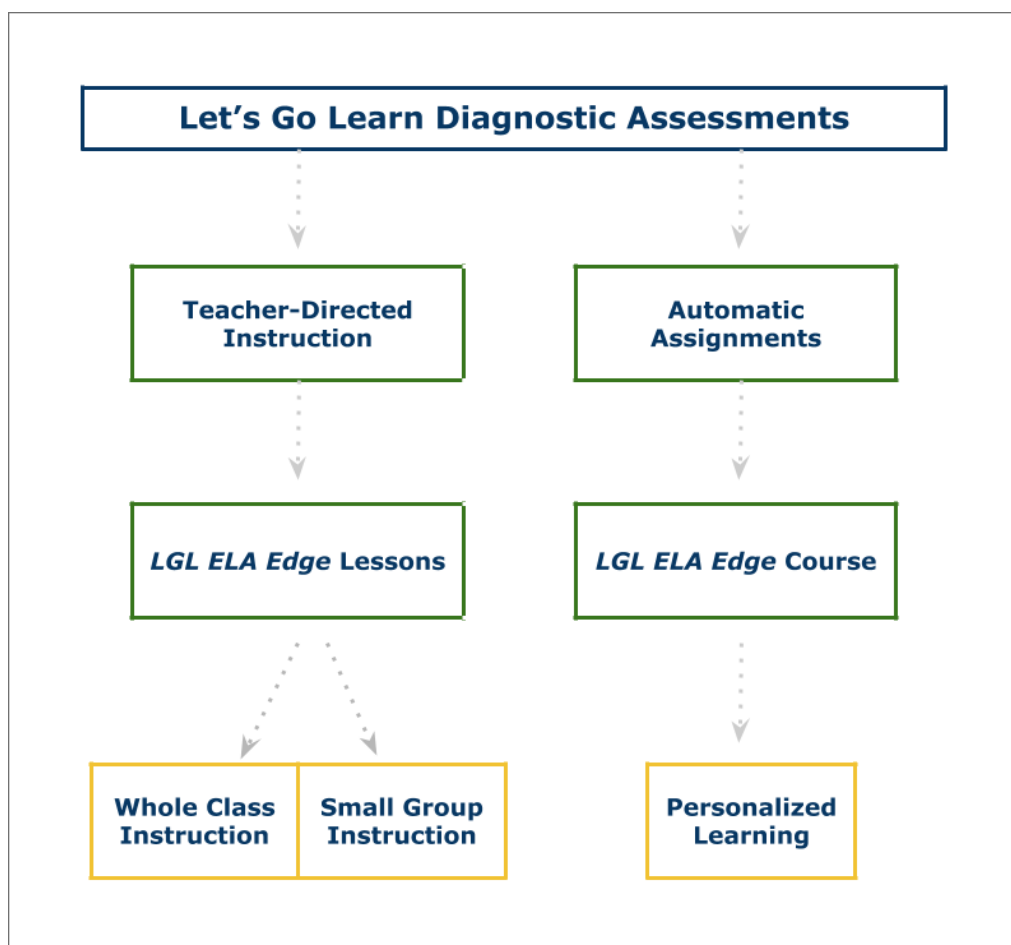 Let’s Go Learn Diagnostic Assessments
Teacher-Directed
Instruction
Automatic
Assignments
LGL ELA Edge Lessons
LGL ELA Edge Course
Whole Class
Instruction
Small Group
Instruction
Personalized
Learning